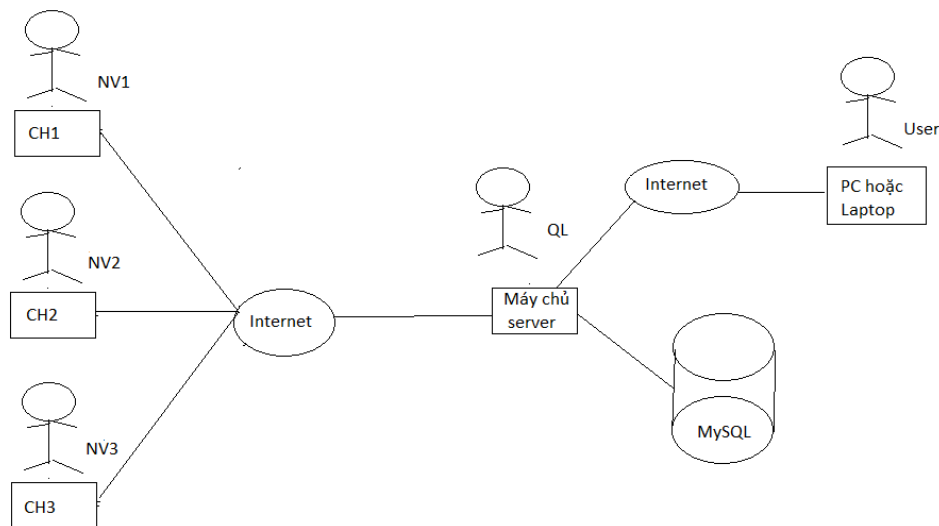 NV1
CH1
NV2
CH2
NV3
CH3
Internet
QL
Máy chủ
server
Internet
User
PC hoặc
Laptop
MySQL